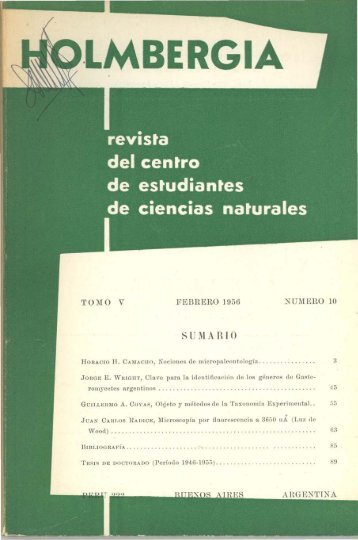 HOLMBERGIA
revista
del centro
de estudiantes
de ciencias naturales
TOMO V FEBRERO 1956 NUMERO 10
SUMARIO
HORACIO H. CAMACHO, Nociones de micropaleontología. 3
JORGE E. WRIGHT, Clave para la identificación de los géneros de Gasteromycetes argentinos 45
GUILLERMO A. COVAS, Objeto y métodos de la Taxonomía Experimental.. 55
JUAN CARLOS RADICE, Microscopía por fluorescencia a 3650 uÅ (Luz de
Wood) 63
BIBLIOGRAFÍA 85
TESIS DE DOCTORADO (Período 1946-1955) 89
PERU 222 BUENOS AIRES ARGENTINA